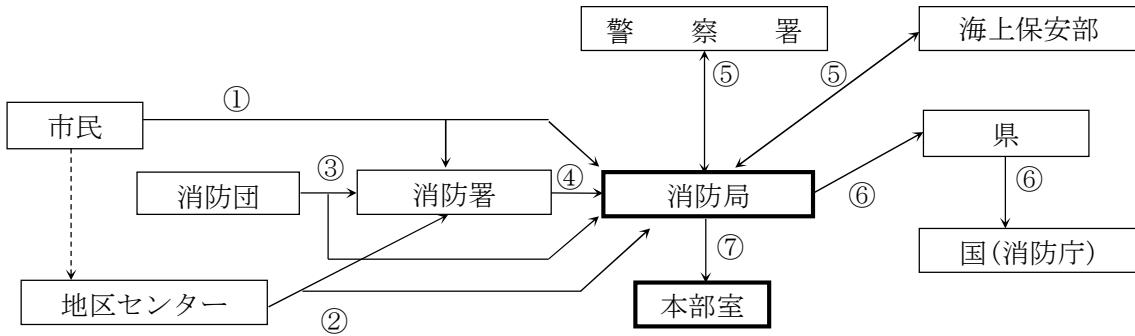 警 察 署
海上保安部
⑤
⑤
①
市民
県
③
④
⑥
⑥
消防団
消防署
消防局
⑦
国(消防庁)
地区センター
②
本部室